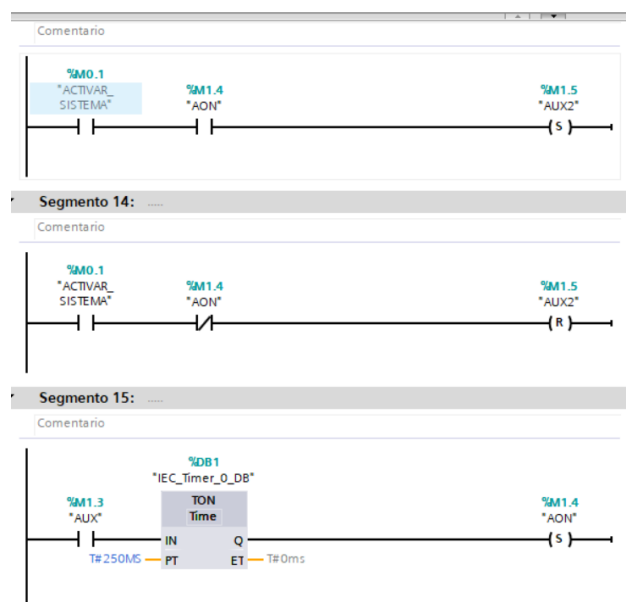 Comentario
%M0.1
"ACTIVAR_
SISTEMA"
%M1.4
"AON"
%M1.5
"AUX2"
S
Segmento 14: .....
Comentario
%M0.1
"ACTIVAR_
SISTEMA"
%M1.4
"AON"
%M1.5
"AUX2"
R
Segmento 15: .....
Comentario
%DB1
"IEC_Timer_0_DB"
%M1.3
"AUX"
TON
Time
%M1.4
"AON"
IN Q
S
T#250MS PT ET T#0ms